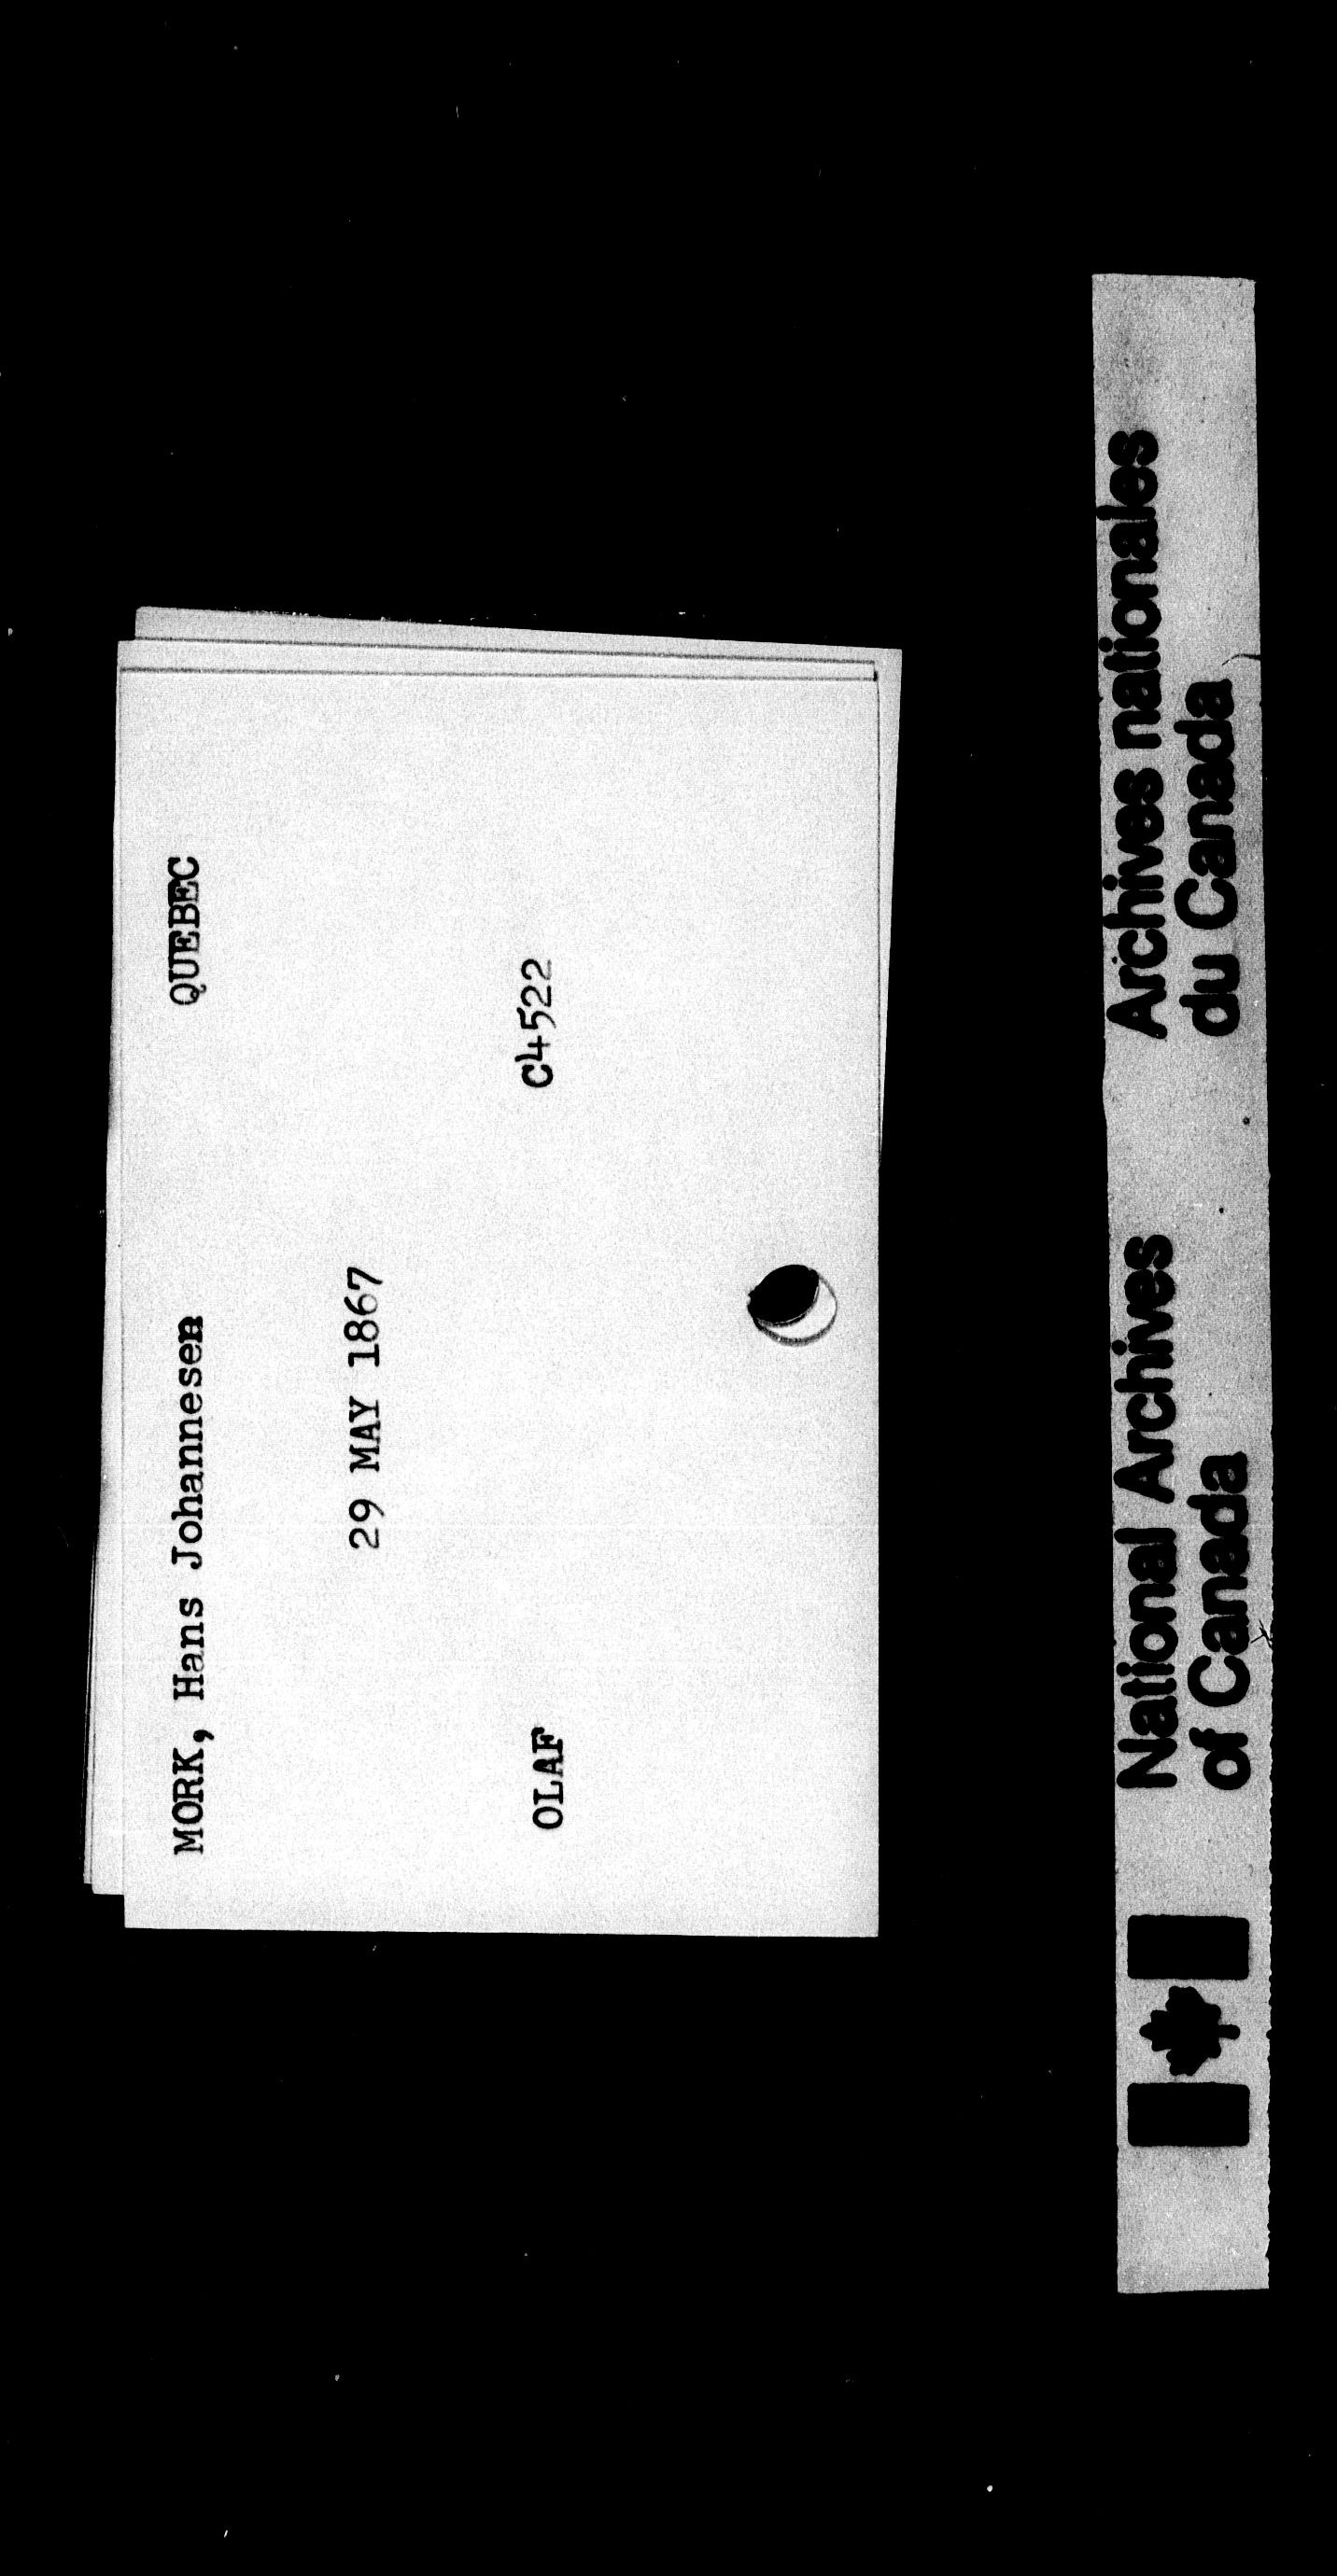 MORK, Hans Johannesen QUEBEC
29 MAY 1867
OLAF C4522
National Archives
of Canada
Archives nationales
du Canada